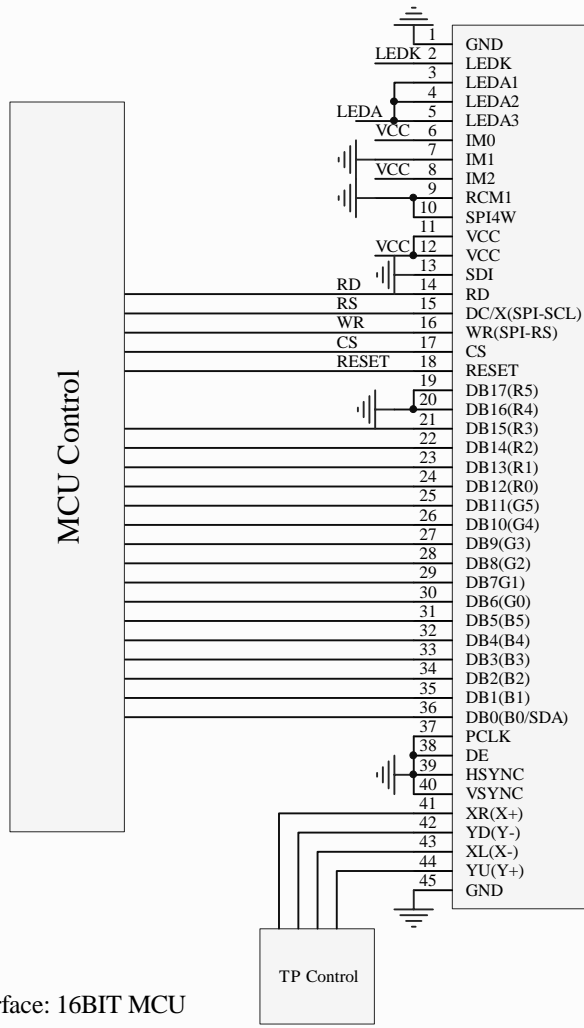 1 GND
LEDK 2 LEDK
3 LEDA1
4 LEDA2
LEDA 5 LEDA3
VCC 6 IM0
7 IM1
VCC 8 IM2
9 RCM1
10 SPI4W
11 VCC
VCC 12 VCC
13 SDI
RD 14 RD
RS 15 DC/X(SPI-SCL)
WR 16 WR(SPI-RS)
CS 17 CS
RESET 18 RESET
19 DB17(R5)
20 DB16(R4)
21 DB15(R3)
22 DB14(R2)
23 DB13(R1)
24 DB12(R0)
25 DB11(G5)
26 DB10(G4)
27 DB9(G3)
28 DB8(G2)
29 DB7G1)
30 DB6(G0)
31 DB5(B5)
32 DB4(B4)
33 DB3(B3)
34 DB2(B2)
35 DB1(B1)
36 DB0(B0/SDA)
37 PCLK
38 DE
39 HSYNC
40 VSYNC
41 XR(X+)
42 YD(Y-)
43 XL(X-)
44 YU(Y+)
45 GND
MCU Control
TP Control
rface: 16BIT MCU